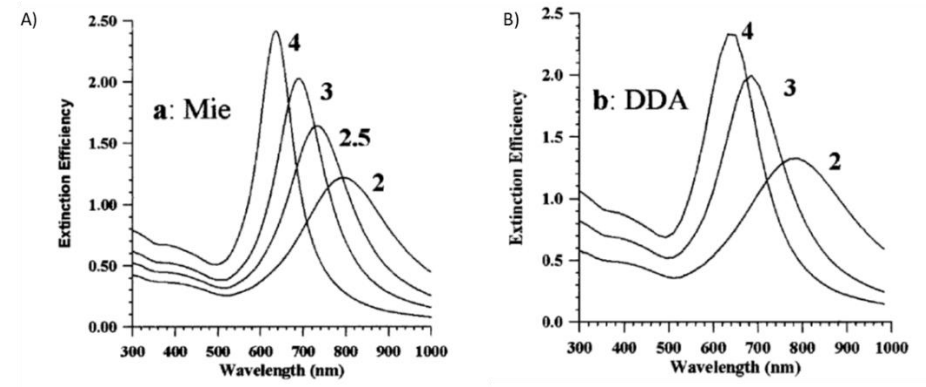 A)
2.50
2.00
1.50
1.00
0.50
0.00
Extinction Efficiency
a: Mie
4
3
2.5
2
300 400 500 600 700 800 900 1000
Wavelength (nm)
B)
2.5
2.0
1.5
1.0
0.5
0.0
Extinction Efficiency
b: DDA
4
3
2
300 400 500 600 700 800 900 1000
Wavelength (nm)